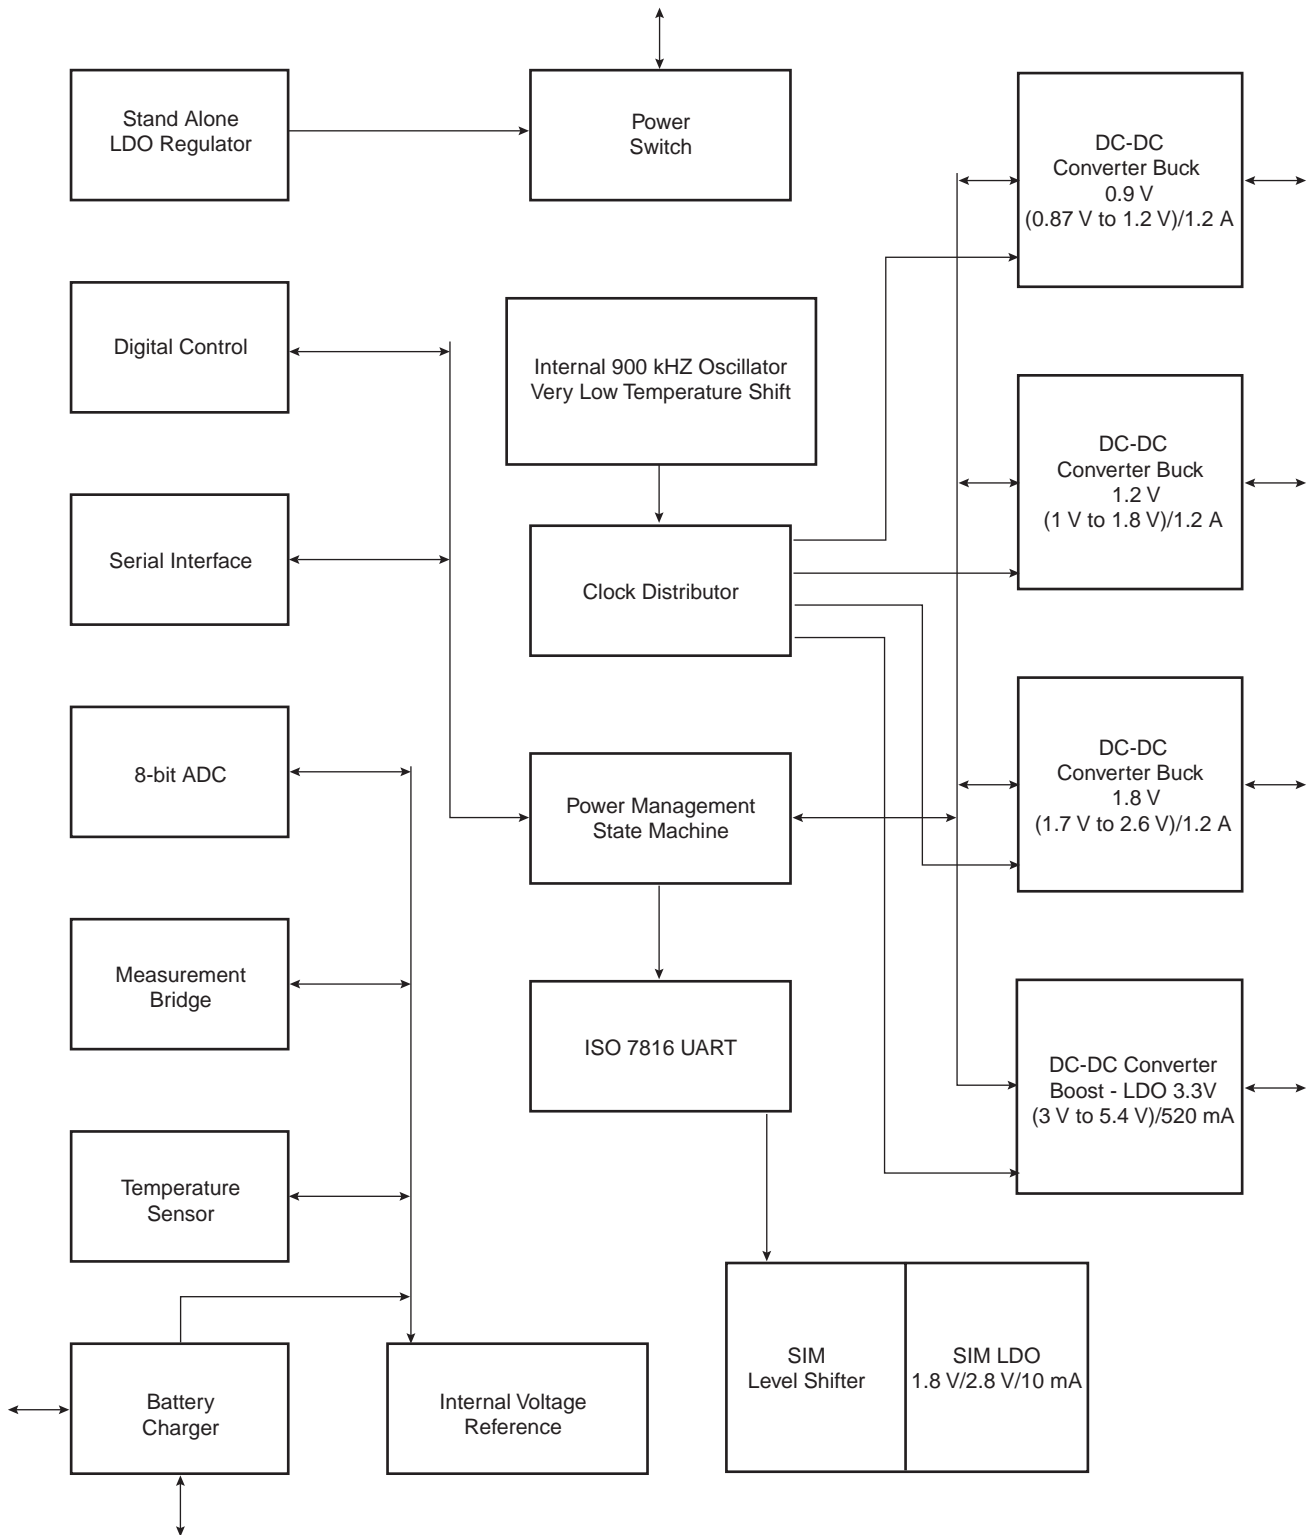 Stand Alone
LDO Regulator
Power
Switch
DC-DC
Converter Buck
0.9 V
(0.87 V to 1.2 V)/1.2 A
Digital Control
Internal 900 kHZ Oscillator
Very Low Temperature Shift
DC-DC
Converter Buck
1.2 V
(1 V to 1.8 V)/1.2 A
Serial Interface
Clock Distributor
8-bit ADC
Power Management
State Machine
DC-DC
Converter Buck
1.8 V
(1.7 V to 2.6 V)/1.2 A
Measurement
Bridge
ISO 7816 UART
DC-DC Converter
Boost - LDO 3.3V
(3 V to 5.4 V)/520 mA
Temperature
Sensor
Battery
Charger
Internal Voltage
Reference
SIM
Level Shifter
SIM LDO
1.8 V/2.8 V/10 mA